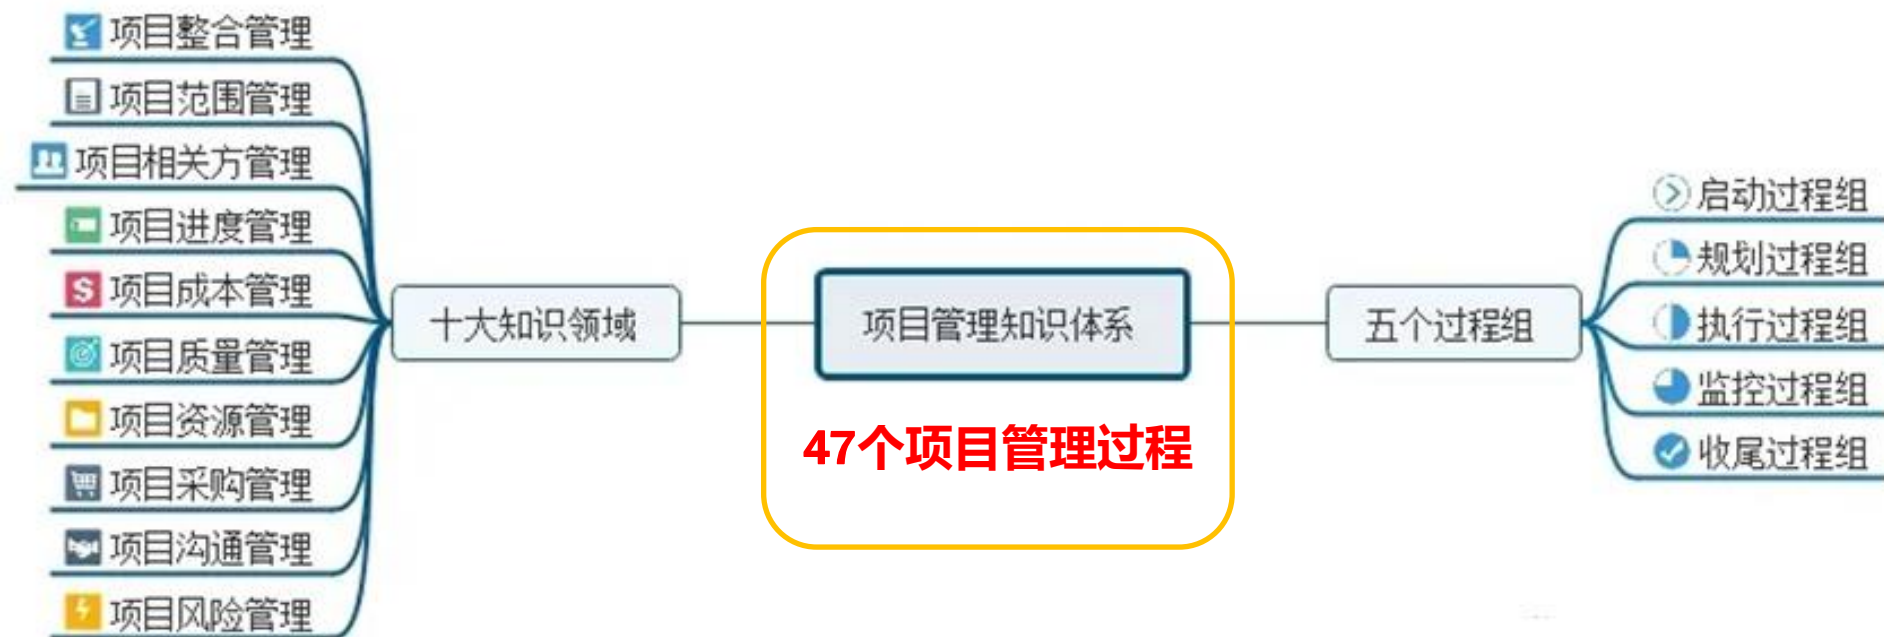 项目整合管理
项目范围管理
项目相关方管理
项目进度管理
项目成本管理
项目质量管理
项目资源管理
项目采购管理
项目沟通管理
项目风险管理
十大知识领域
项目管理知识体系
47个项目管理过程
五个过程组
启动过程组
规划过程组
执行过程组
监控过程组
收尾过程组